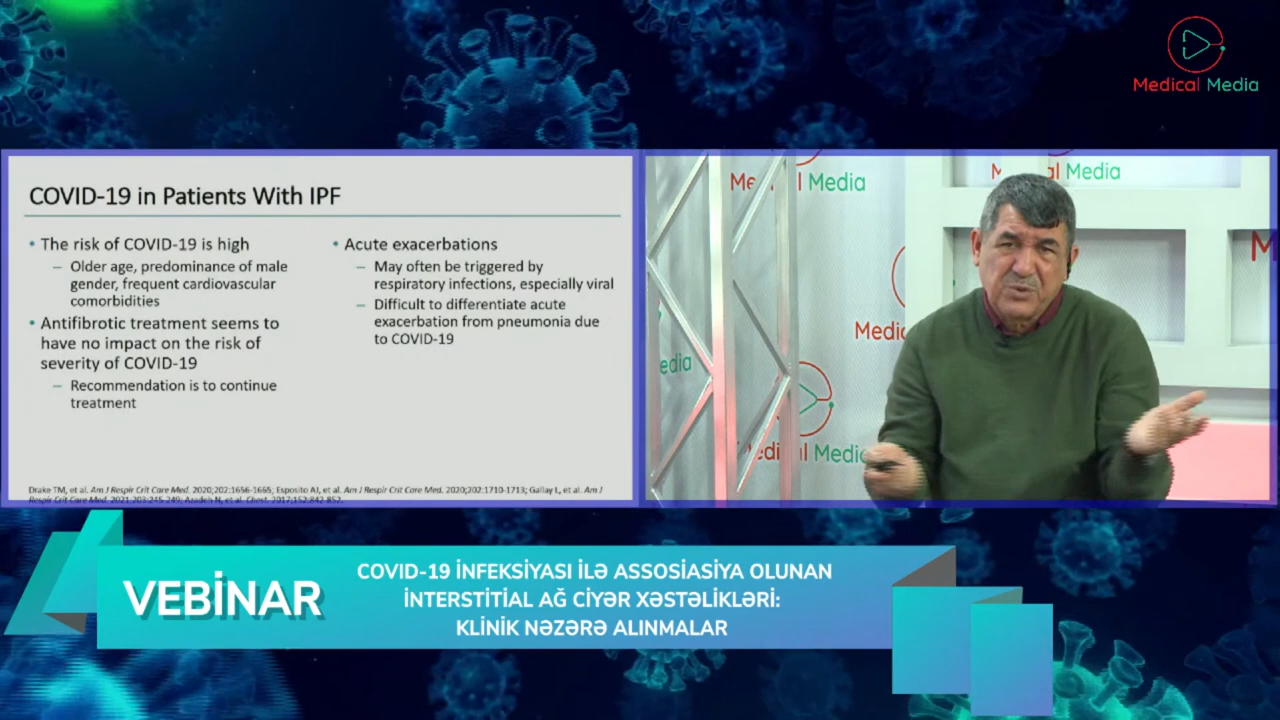 Medical Media
COVID-19 in Patients With IPF
• The risk of COVID-19 is high
– Older age, predominance of male
gender, frequent cardiovascular
comorbidities
• Antifibrotic treatment seems to
have no impact on the risk of
severity of COVID-19
– Recommendation is to continue
treatment
• Acute exacerbations
– May often be triggered by
respiratory infections, especially viral
– Difficult to differentiate acute
exacerbation from pneumonia due
to COVID-19
Drake TM, et al. Am J Respir Crit Care Med. 2020;202:1656-1665; Esposito AJ, et al. Am J Respir Crit Care Med. 2020;202:1710-1713; Gallay L, et al. Am J
Respir Crit Care Med. 2021;203:245-249; Azadeh N, et al. Chest. 2017;152:842-852.
Me l Media
al Media
M
Medic
edia
edi l Media
VEBİNAR
COVID-19 İNFEKSİYASI İLƏ ASSOSİASİYA OLUNAN
İNTERSTİTİAL AĞ CİYƏR XƏSTƏLİKLƏRİ:
KLİNİK NƏZƏRƏ ALINMALAR